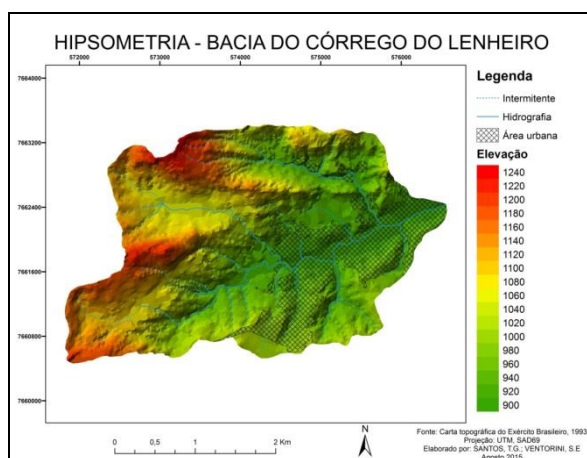 HIPSOMETRIA - BACIA DO CÓRREGO DO LENHEIRO
572000 573000 574000 575000 576000
7664000
7663200
7662400
7661600
7660800
7660000
Legenda
Intermitente
Hidrografia
Área urbana
Elevação
1240
1220
1200
1180
1160
1140
1120
1100
1080
1060
1040
1020
1000
980
960
940
920
900
0 0,5 1 2 Km
N
Fonte: Carta topográfica do Exército Brasileiro, 1993
Projeção: UTM, SAD69
Elaborado por: SANTOS, T.G.; VENTORINI, S.E
Agosto 2015